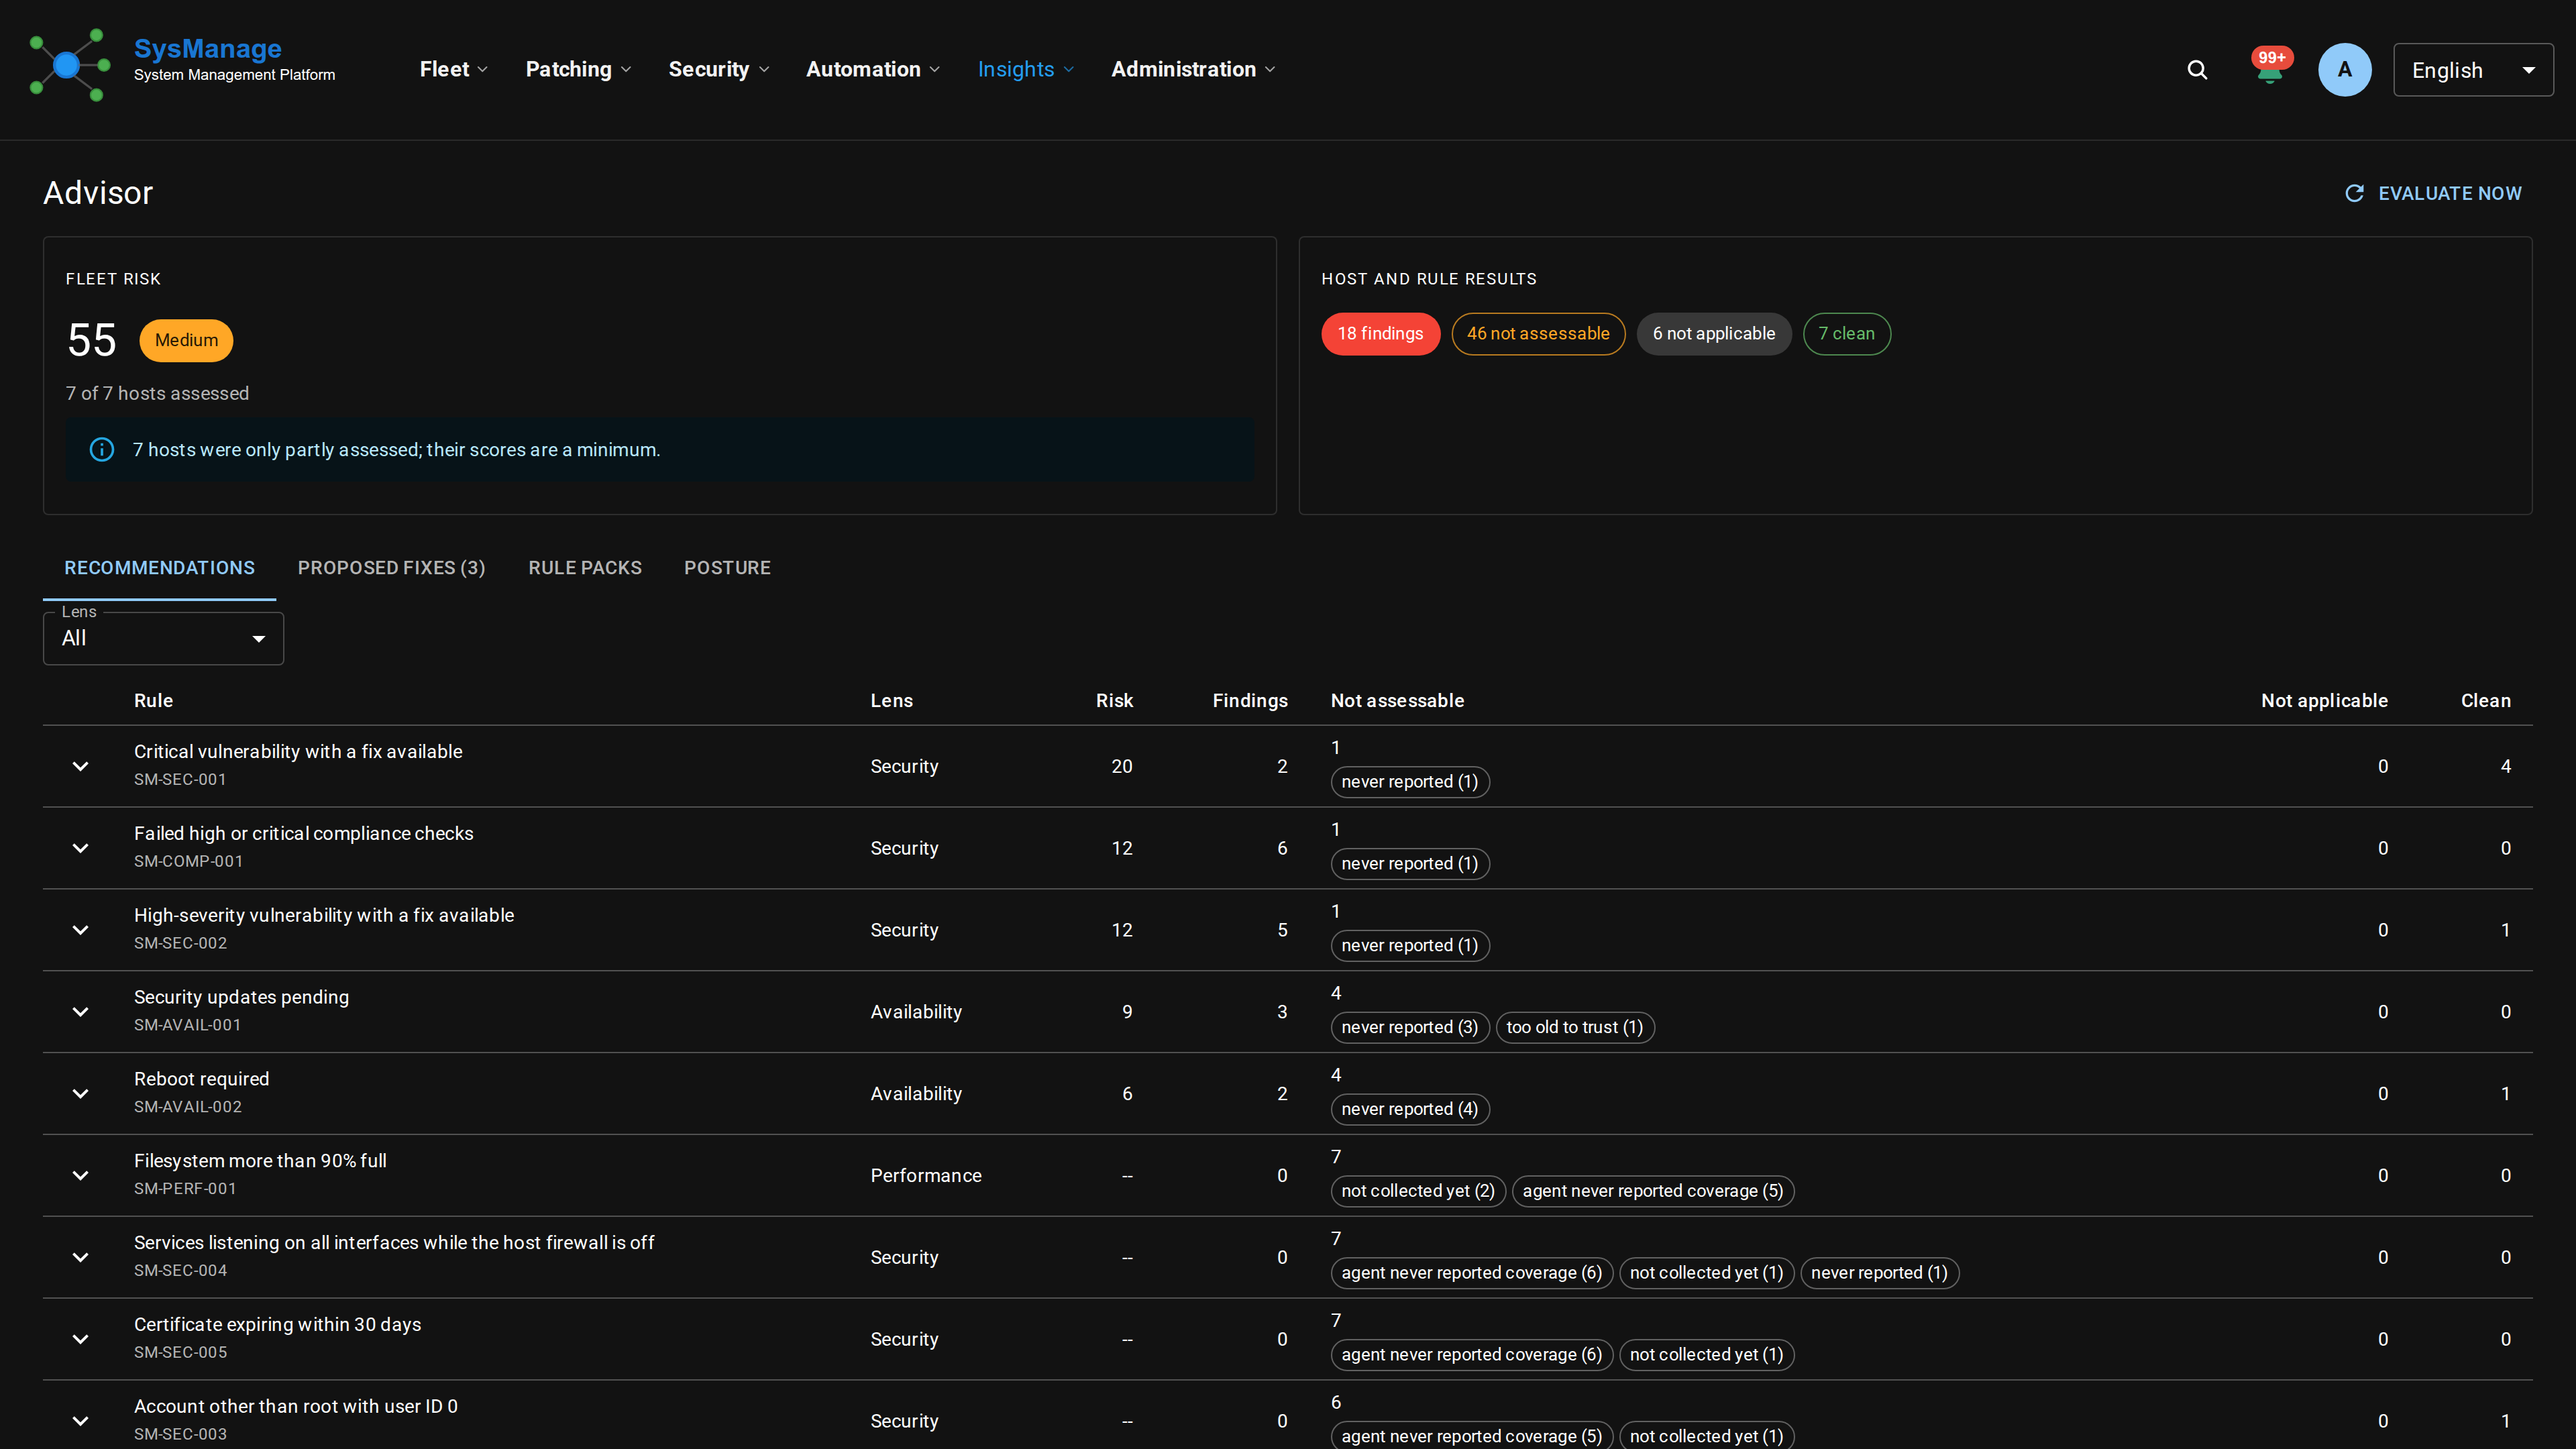 SysManage
System Management Platform
Fleet
Patching
Security
Automation
Insights
Administration
99+
A
English
Advisor
EVALUATE NOW
FLEET RISK
55
Medium
7 of 7 hosts assessed
7 hosts were only partly assessed; their scores are a minimum.
HOST AND RULE RESULTS
18 findings
46 not assessable
6 not applicable
7 clean
RECOMMENDATIONS
PROPOSED FIXES (3)
RULE PACKS
POSTURE
Lens
All
Rule Lens Risk Findings Not assessable Not applicable Clean
Critical vulnerability with a fix available
SM-SEC-001
Security 20 2
1
never reported (1)
0 4
Failed high or critical compliance checks
SM-COMP-001
Security 12 6
1
never reported (1)
0 0
High-severity vulnerability with a fix available
SM-SEC-002
Security 12 5
1
never reported (1)
0 1
Security updates pending
SM-AVAIL-001
Availability 9 3
4
never reported (3) too old to trust (1)
0 0
Reboot required
SM-AVAIL-002
Availability 6 2
4
never reported (4)
0 1
Filesystem more than 90% full
SM-PERF-001
Performance -- 0
7
not collected yet (2) agent never reported coverage (5)
0 0
Services listening on all interfaces while the host firewall is off
SM-SEC-004
Security -- 0
7
agent never reported coverage (6) not collected yet (1) never reported (1)
0 0
Certificate expiring within 30 days
SM-SEC-005
Security -- 0
7
agent never reported coverage (6) not collected yet (1)
0 0
Account other than root with user ID 0
SM-SEC-003
Security -- 0
6
agent never reported coverage (5) not collected yet (1)
0 1